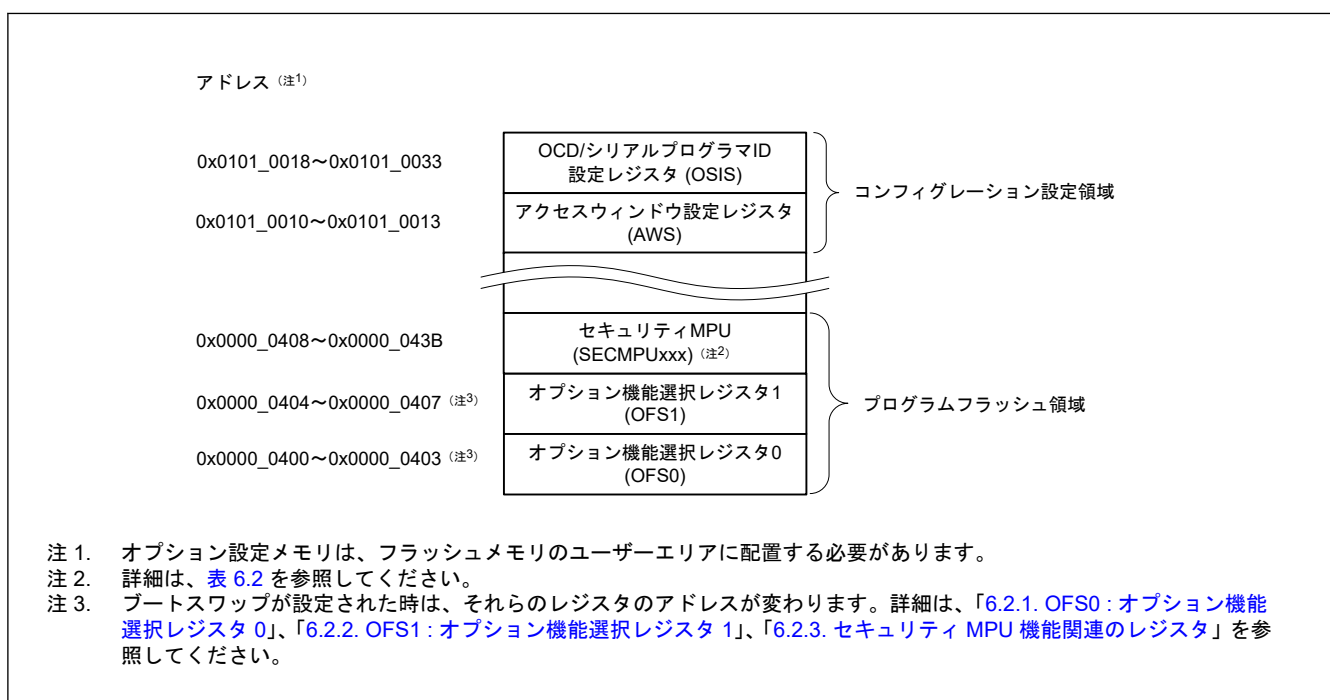 アドレス（注1）
0x0101_0018～0x0101_0033
OCD/シリアルプログラマID
設定レジスタ (OSIS)
コンフィグレーション設定領域
0x0101_0010～0x0101_0013
アクセスウィンドウ設定レジスタ
(AWS)
0x0000_0408～0x0000_043B
セキュリティMPU
(SECMPUxxx)（注2）
0x0000_0404～0x0000_0407（注3）
オプション機能選択レジスタ1
(OFS1)
プログラムフラッシュ領域
0x0000_0400～0x0000_0403（注3）
オプション機能選択レジスタ0
(OFS0)
注 1. オプション設定メモリは、フラッシュメモリのユーザーエリアに配置する必要があります。
注 2. 詳細は、表 6.2 を参照してください。
注 3. ブートスワップが設定された時は、それらのレジスタのアドレスが変わります。詳細は、「6.2.1. OFS0 : オプション機能
選択レジスタ 0」、「6.2.2. OFS1 : オプション機能選択レジスタ 1」、「6.2.3. セキュリティ MPU 機能関連のレジスタ」を参
照してください。